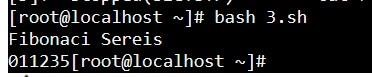 [root@localhost ~]# bash 3.sh
Fibonaci Sereis
011235[root@localhost ~]#